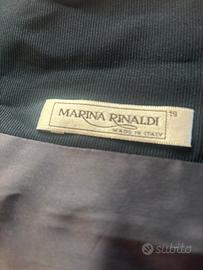 MARINA RINALDI
19
MADE IN ITALY
subito